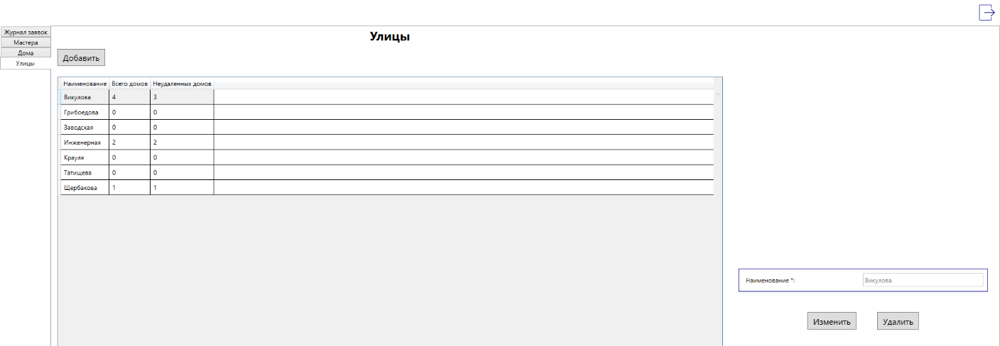 Журнал заявок
Мастера
Дома
Улицы
Улицы
Добавить
Наименование Всего домов Неудаленных домов
Викулова 4 3
Грибоедова 0 0
Заводская 0 0
Инженерная 2 2
Крауля 0 0
Татищева 0 0
Щербакова 1 1
Наименование *: Викулова
Изменить Удалить